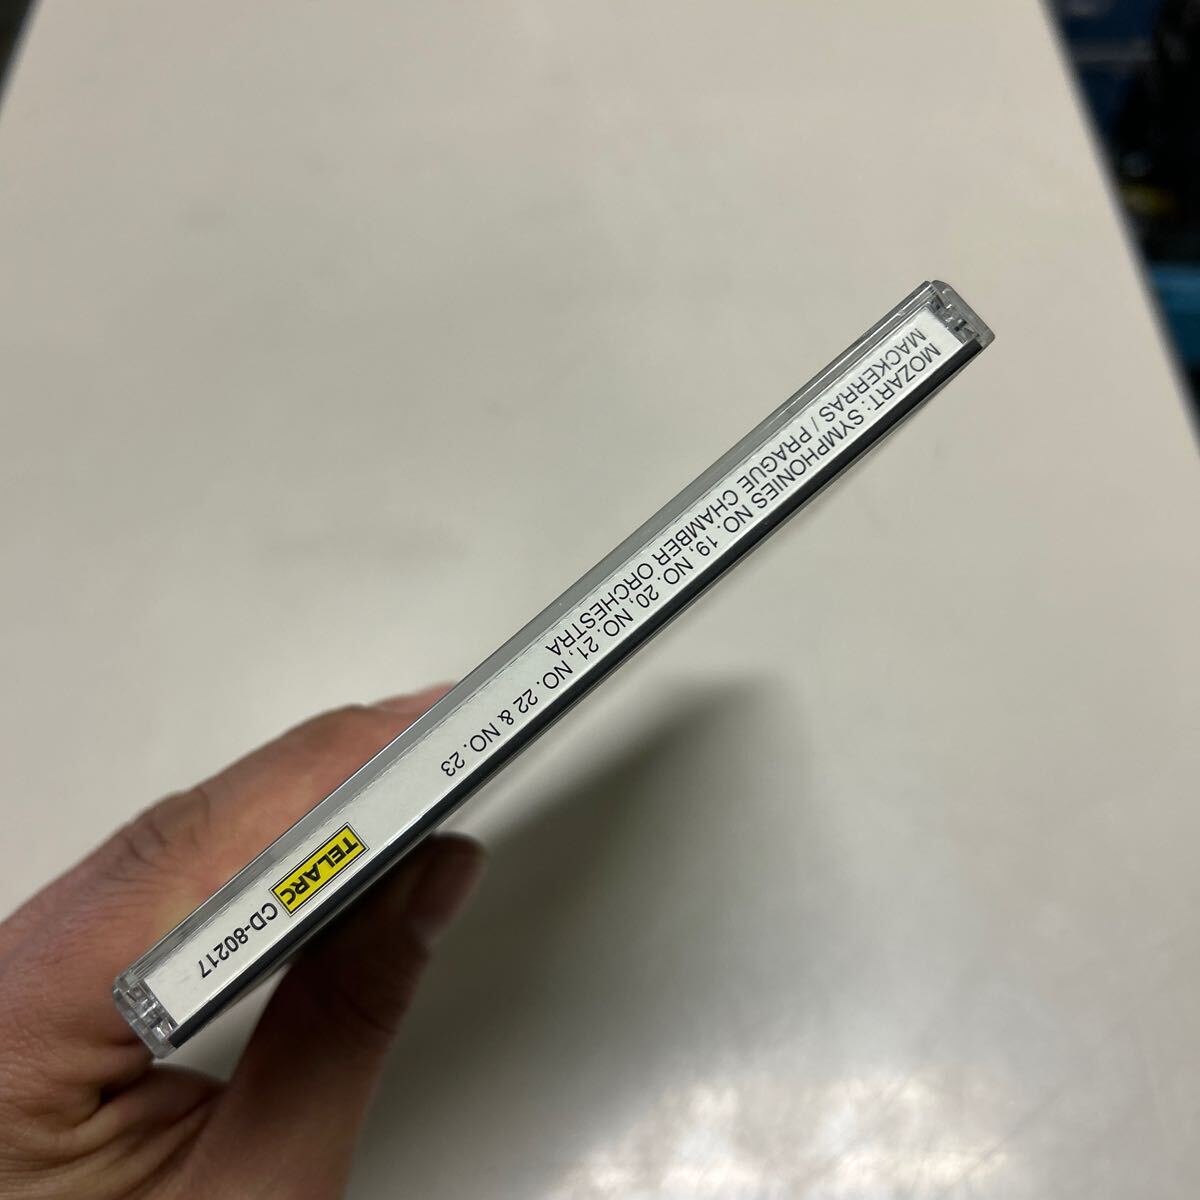 MOZART: SYMPHONIES NO. 19, NO. 20, NO. 21, NO. 22 & NO. 23
MACKERRAS / PRAGUE CHAMBER ORCHESTRA
TELARC
CD-80217